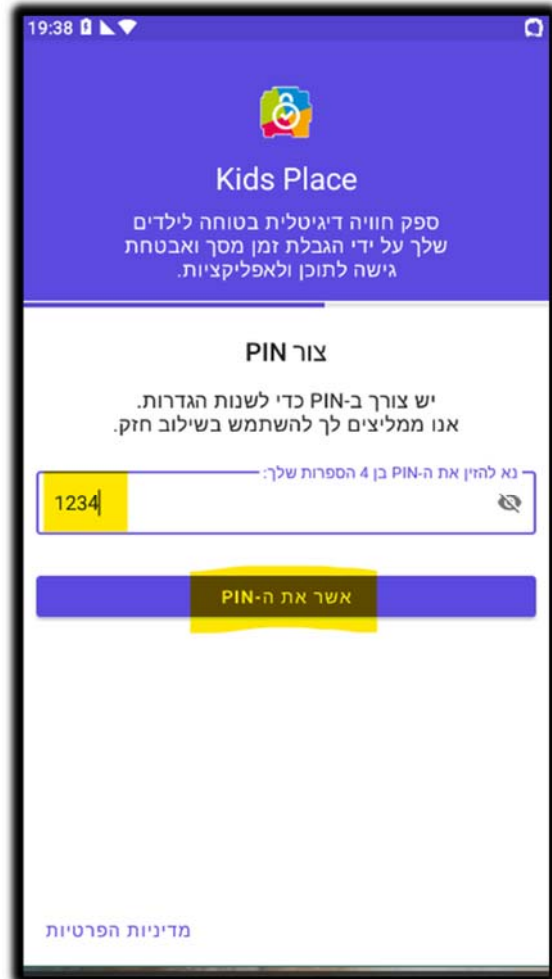 19:38
Kids Place
ספק חוויה דיגיטלית בטוחה לילדים
שלך על ידי הגבלת זמן מסך ואבטחת
גישה לתוכן ולאפליקציות.
צור PIN
יש צורך ב-PIN כדי לשנות הגדרות.
אנו ממליצים לך להשתמש בשילוב חזק.
נא להזין את ה-PIN בן 4 הספרות שלך:
1234
אשר את ה-PIN
מדיניות הפרטיות